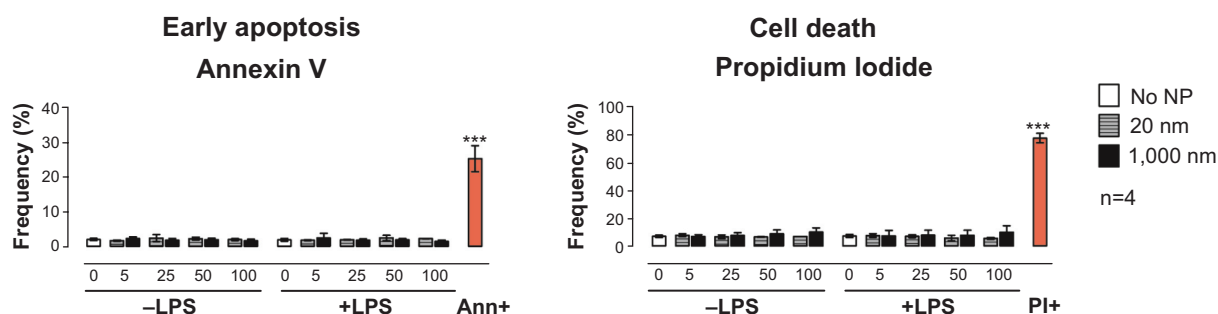 Early apoptosis
Annexin V
Frequency (%)
40
30
20
10
0
***
0 5 25 50 100 0 5 25 50 100
–LPS +LPS Ann+
Cell death
Propidium Iodide
Frequency (%)
100
80
60
40
20
0
***
0 5 25 50 100 0 5 25 50 100
–LPS +LPS PI+
No NP
20 nm
1,000 nm
n=4